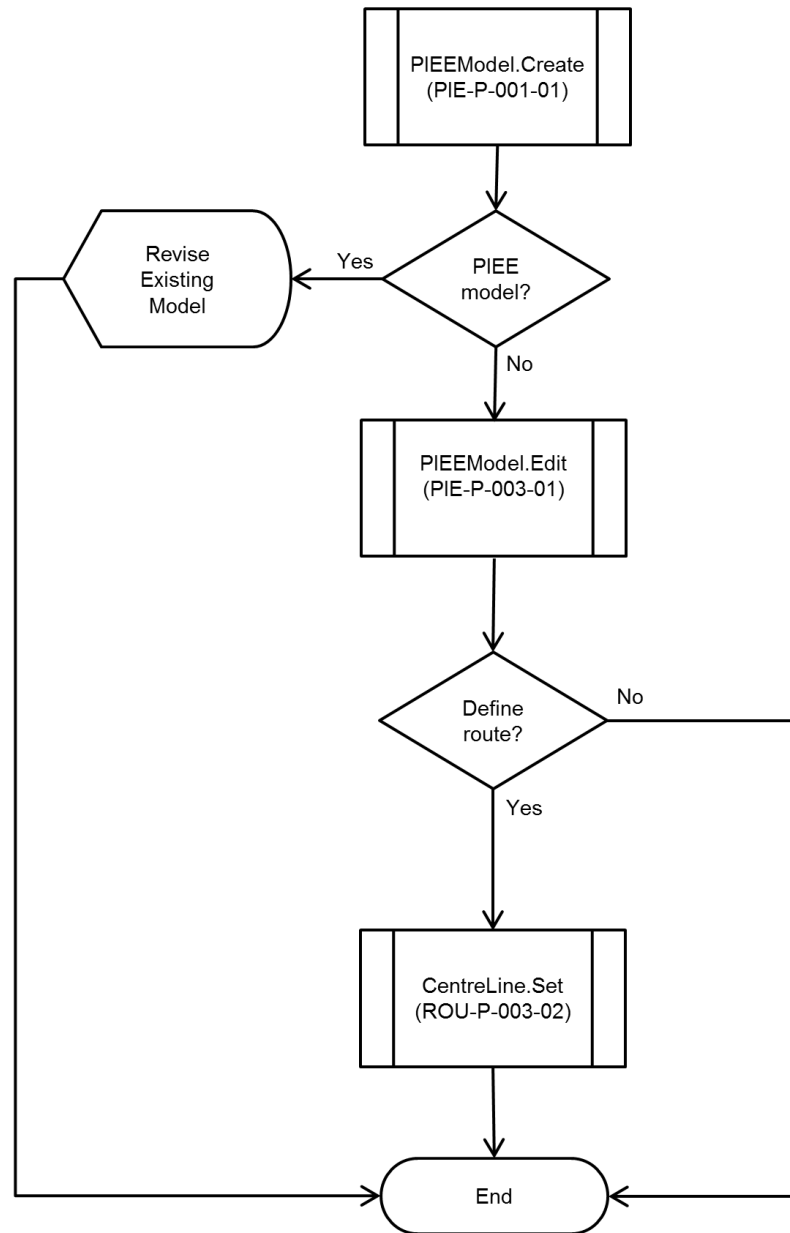 PIEEModel.Create
(PIE-P-001-01)
Revise
Existing
Model
Yes
PIEE
model?
No
PIEEModel.Edit
(PIE-P-003-01)
Define
route?
No
Yes
CentreLine.Set
(ROU-P-003-02)
End